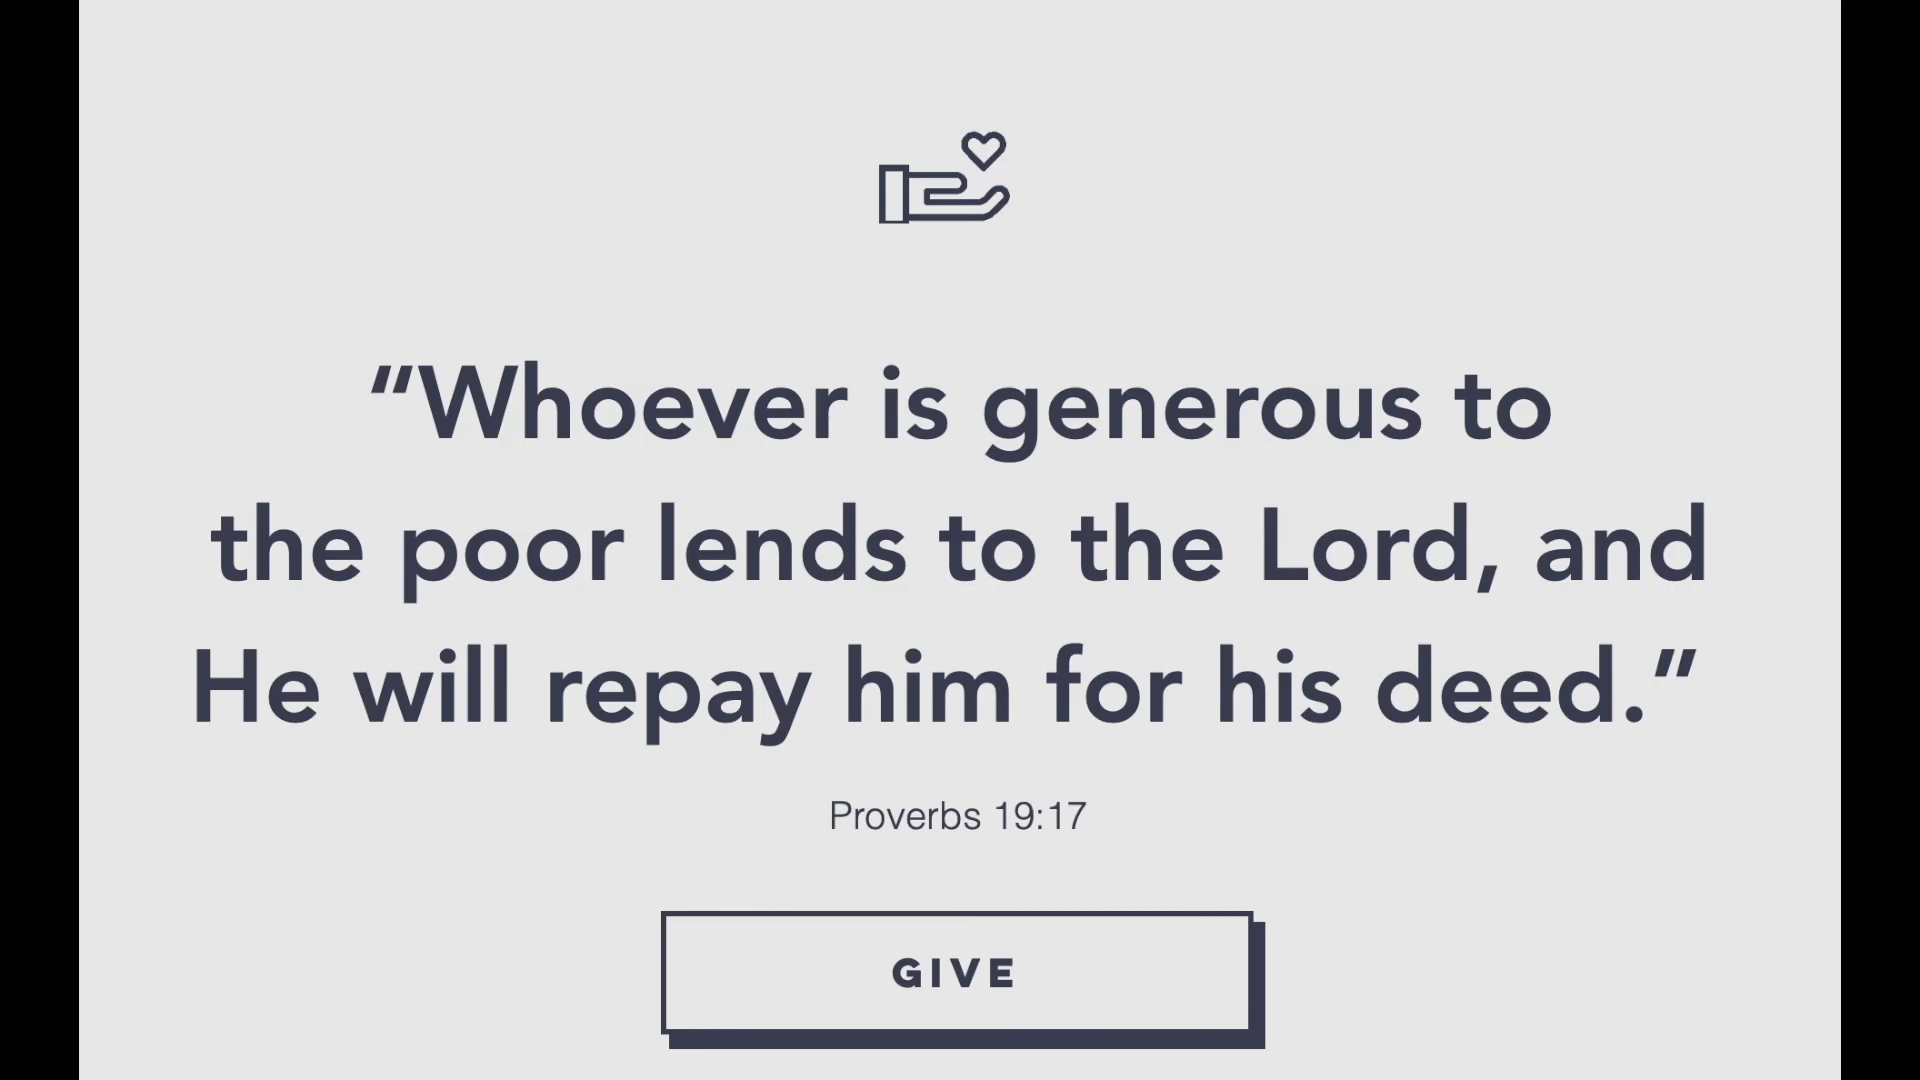 “Whoever is generous to
the poor lends to the Lord, and
He will repay him for his deed.”
Proverbs 19:17
GIVE